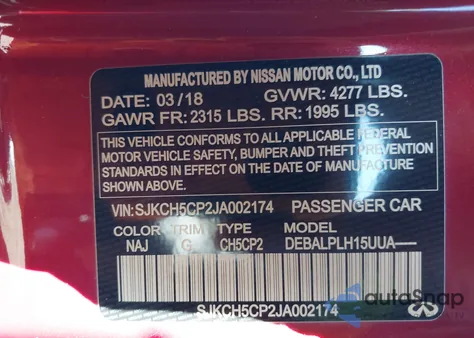 MANUFACTURED BY NISSAN MOTOR CO., LTD
DATE: 03/18 GVWR: 4277 LBS.
GAWR FR: 2315 LBS. RR: 1995 LBS.
THIS VEHICLE CONFORMS TO ALL APPLICABLE FEDERAL
MOTOR VEHICLE SAFETY, BUMPER AND THEFT PREVENTION
STANDARDS IN EFFECT ON THE DATE OF MANUFACTURE
SHOWN ABOVE.
VIN:SJKCH5CP2JA002174 PASSENGER CAR
COLOR TRIM TYPE MODEL
NAJ G CH5CP2 DEBALPLH15UUA-----
SJKCH5CP2JA002174
autoSnap